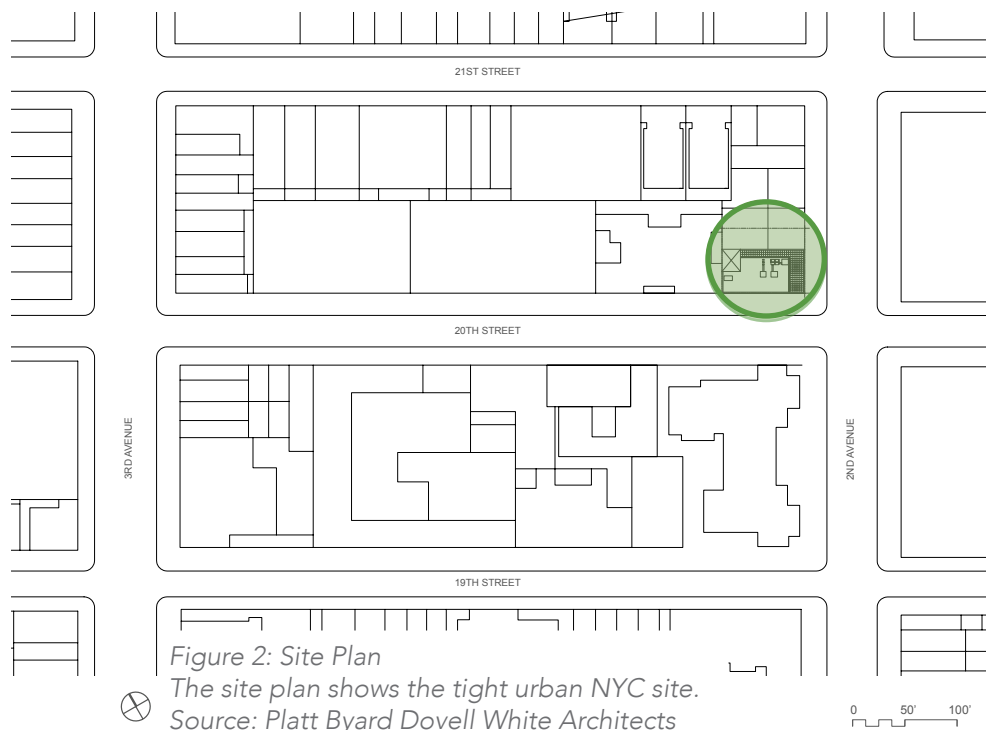 21ST STREET
20TH STREET
3RD AVENUE
2ND AVENUE
19TH STREET
Figure 2: Site Plan
The site plan shows the tight urban NYC site.
Source: Platt Byard Dovell White Architects
0 50' 100'